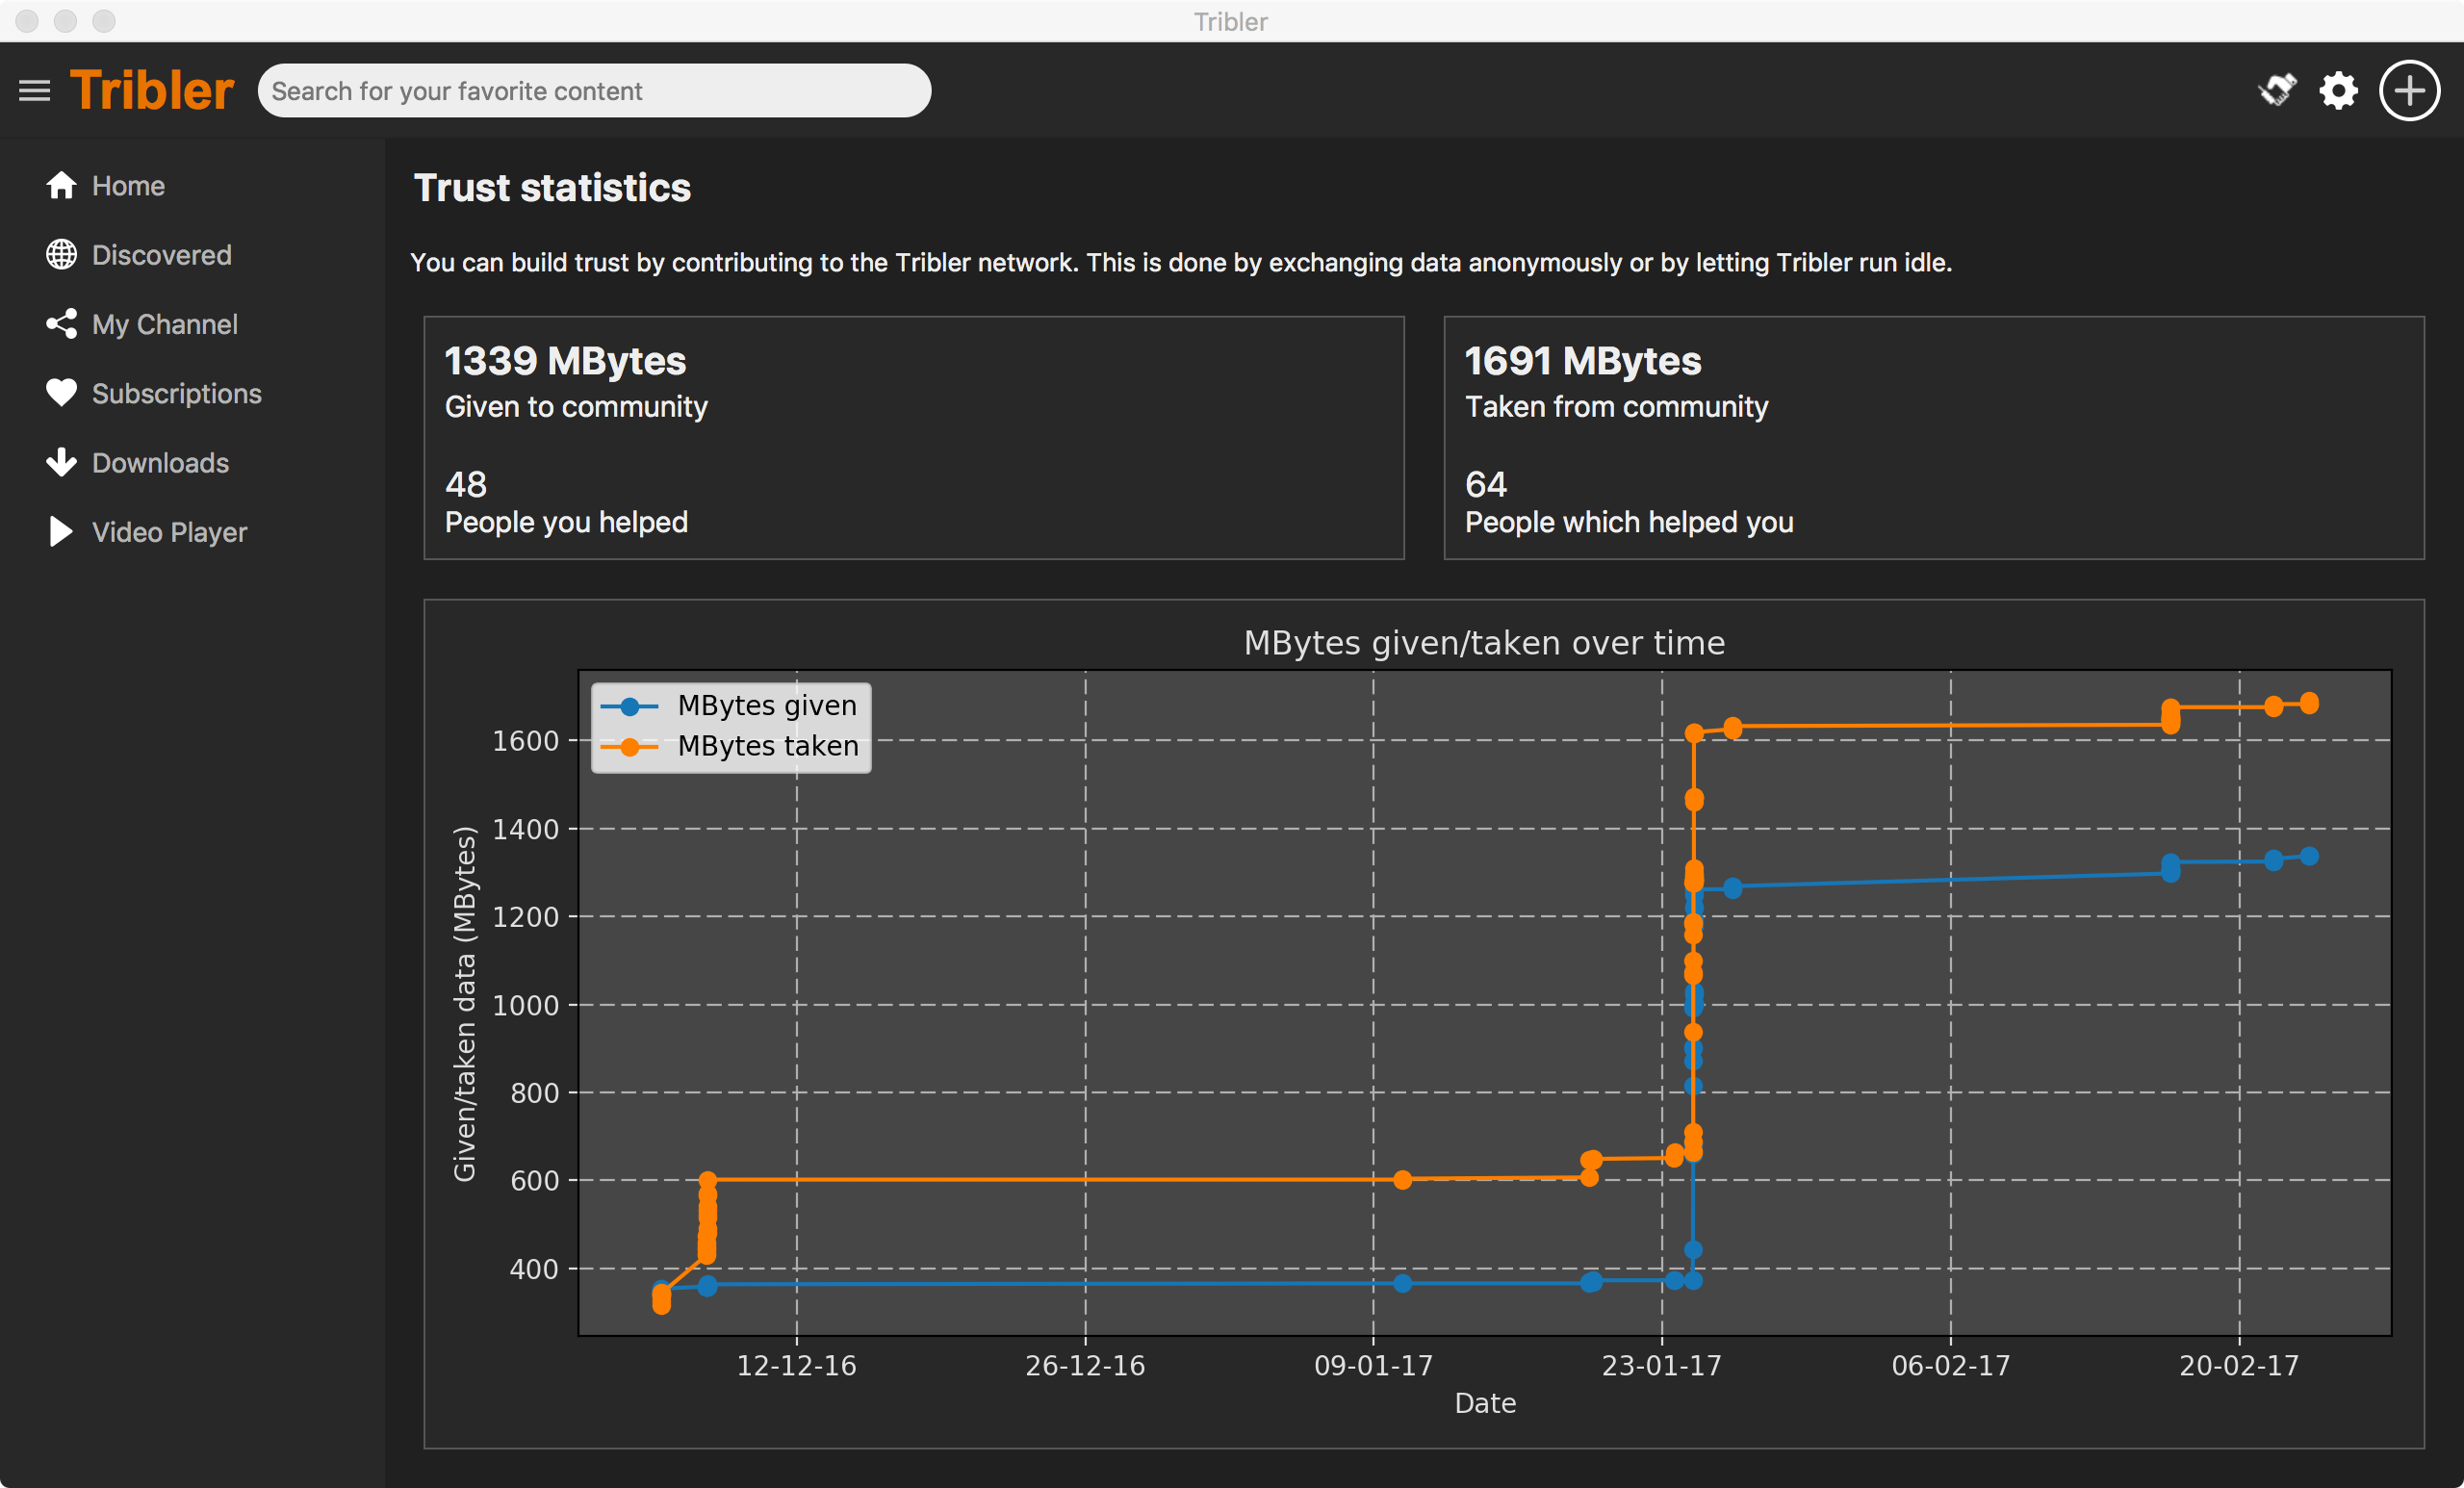 Tribler
Tribler
Search for your favorite content
Home
Discovered
My Channel
Subscriptions
Downloads
Video Player
Trust statistics
You can build trust by contributing to the Tribler network. This is done by exchanging data anonymously or by letting Tribler run idle.
1339 MBytes
Given to community
48
People you helped
1691 MBytes
Taken from community
64
People which helped you
MBytes given/taken over time
MBytes given
MBytes taken
Given/taken data (MBytes)
1600
1400
1200
1000
800
600
400
12-12-16
26-12-16
09-01-17
23-01-17
06-02-17
20-02-17
Date